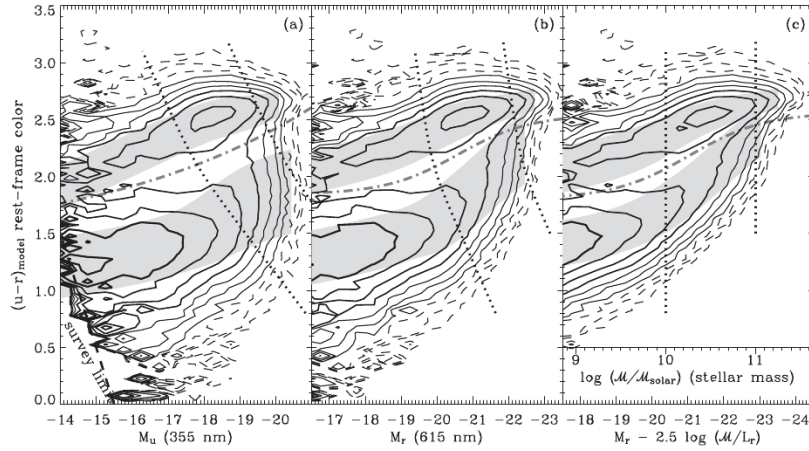 (a) (b) (c)
3.5
3.0
2.5
2.0
1.5
1.0
0.5
0.0
(u−r)model rest−frame color
survey limit
9 10 11
log (M/Msolar) (stellar mass)
−14 −15 −16 −17 −18 −19 −20
−17 −18 −19 −20 −21 −22 −23
−18 −19 −20 −21 −22 −23 −24
Mu (355 nm)
Mr (615 nm)
Mr − 2.5 log (M/Lr)